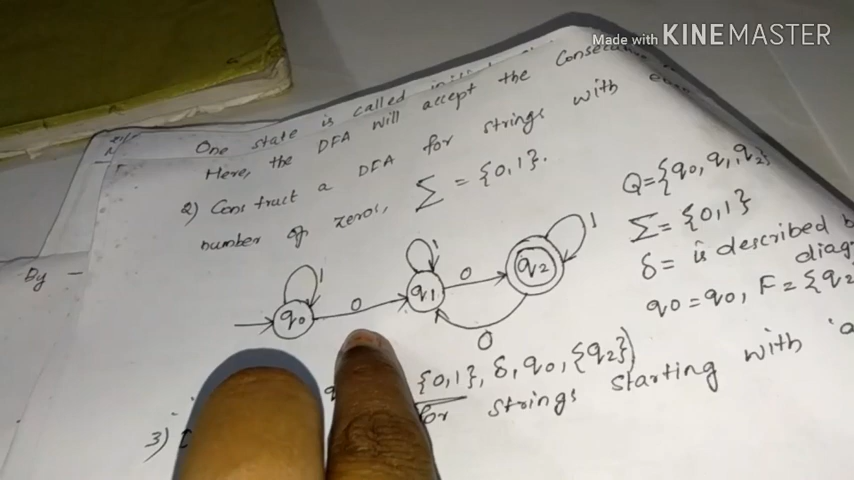 Made with KINEMASTER
One state is called
Here, the DFA will accept the
2) Construct a DFA for strings with
number of zeros, Σ = {0,1}.
Q={q0, q1, q2}
Σ = {0,1}
δ= is described
q0=q0, F= {q2
1
1
1
0
0
q0
q1
q2
0
By -
{0,1}, δ, q0, {q2})
3)
for strings starting with